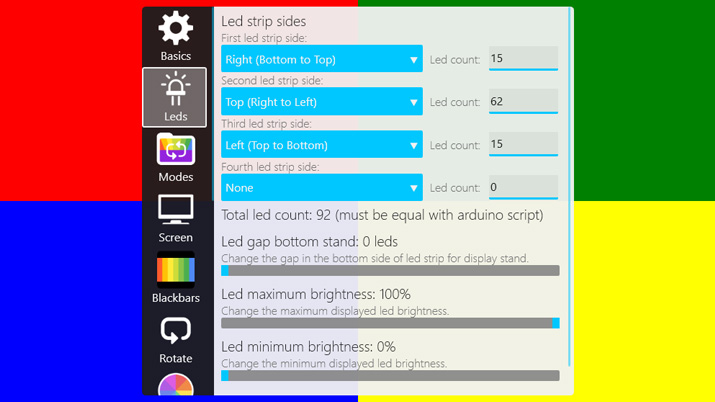 Basics
Leds
Modes
Screen
Blackbars
Rotate
Led strip sides
First led strip side:
Right (Bottom to Top) Led count: 15
Second led strip side:
Top (Right to Left) Led count: 62
Third led strip side:
Left (Top to Bottom) Led count: 15
Fourth led strip side:
None Led count: 0
Total led count: 92 (must be equal with arduino script)
Led gap bottom stand: 0 leds
Change the gap in the bottom side of led strip for display stand.
Led maximum brightness: 100%
Change the maximum displayed led brightness.
Led minimum brightness: 0%
Change the minimum displayed led brightness.